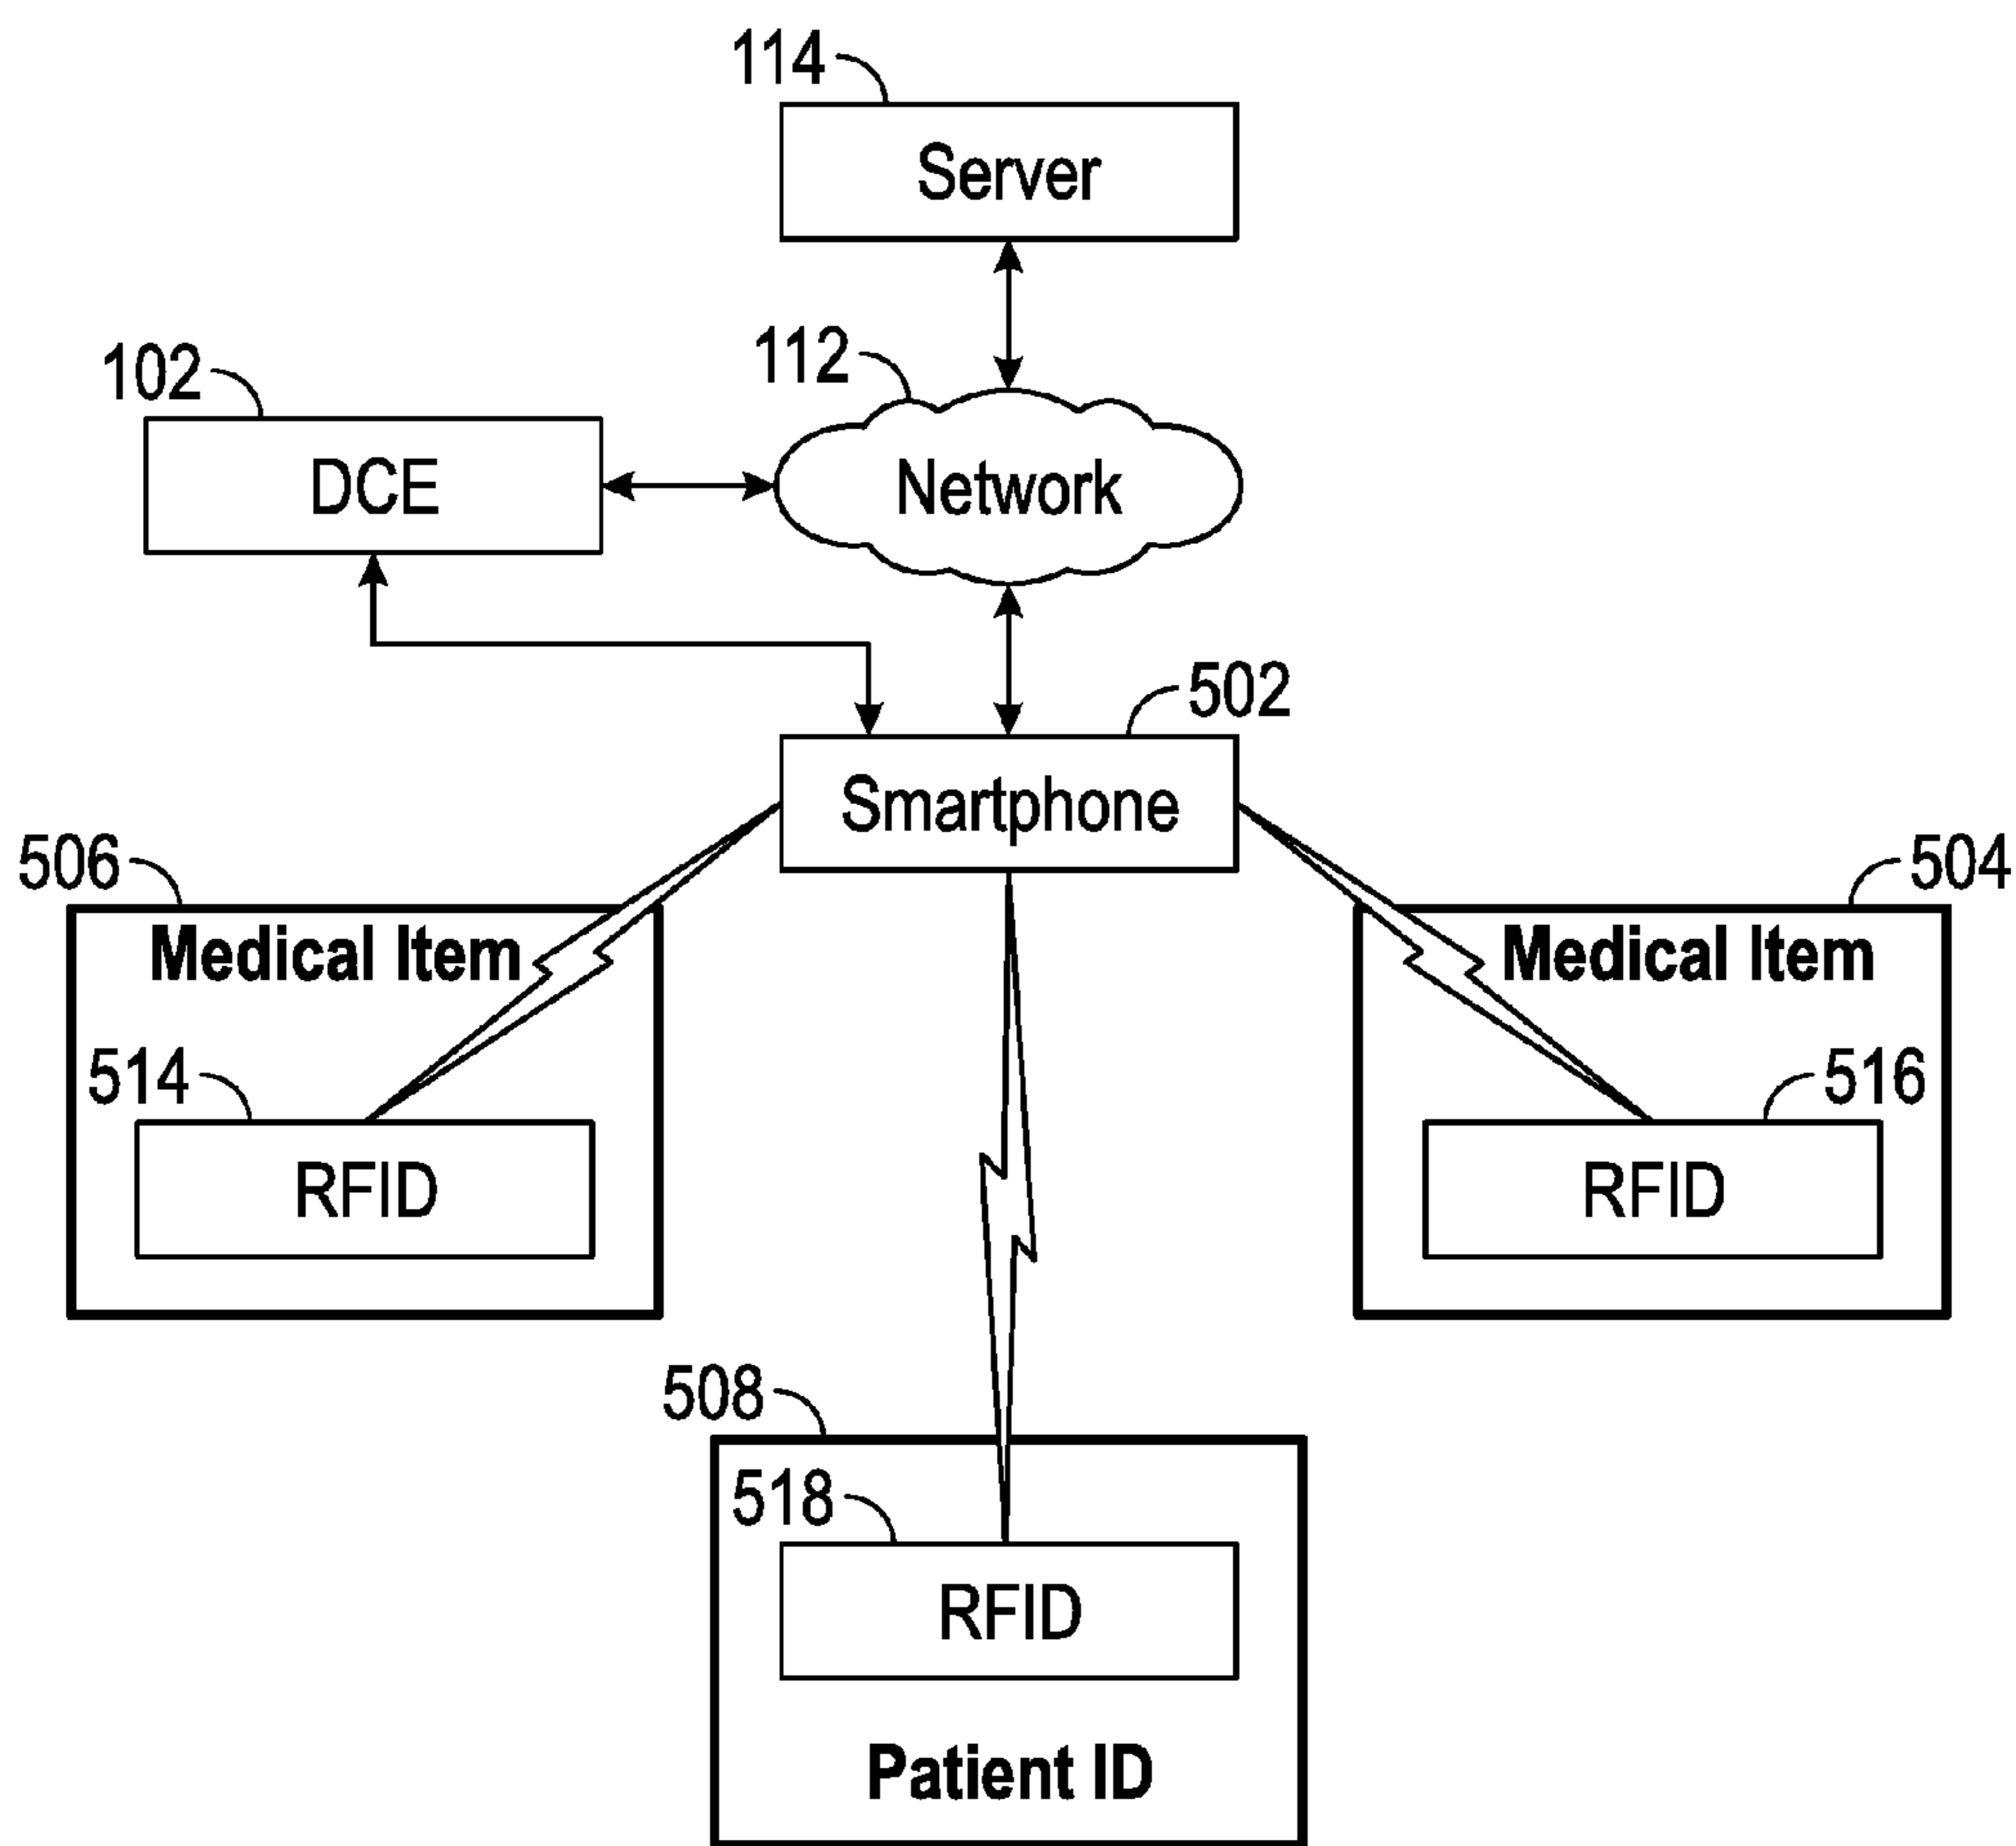 114
Server
102
112
DCE
Network
502
Smartphone
506
504
Medical Item
Medical Item
514
516
RFID
RFID
508
518
RFID
Patient ID